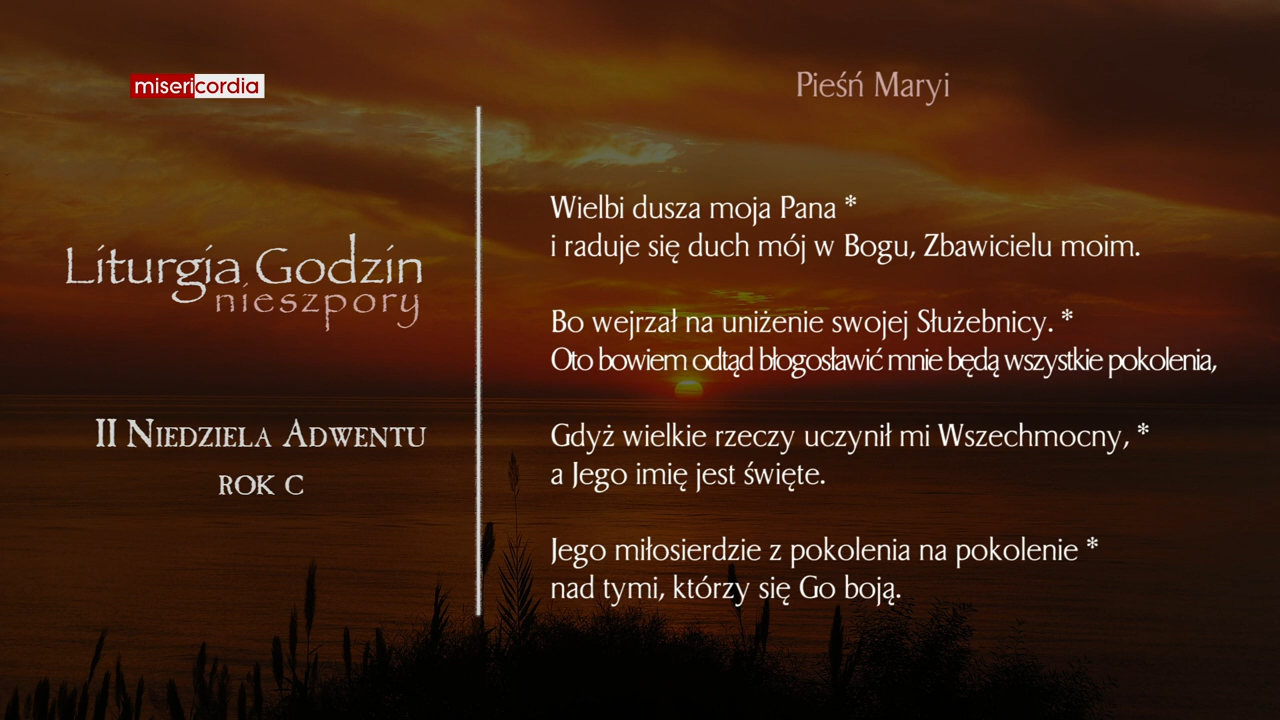 misericordia
Liturgia Godzin
nieszpory
II Niedziela Adwentu
rok C
Pieśń Maryi
Wielbi dusza moja Pana *
i raduje się duch mój w Bogu, Zbawicielu moim.
Bo wejrzał na uniżenie swojej Służebnicy. *
Oto bowiem odtąd błogosławić mnie będą wszystkie pokolenia,
Gdyż wielkie rzeczy uczynił mi Wszechmocny, *
a Jego imię jest święte.
Jego miłosierdzie z pokolenia na pokolenie *
nad tymi, którzy się Go boją.